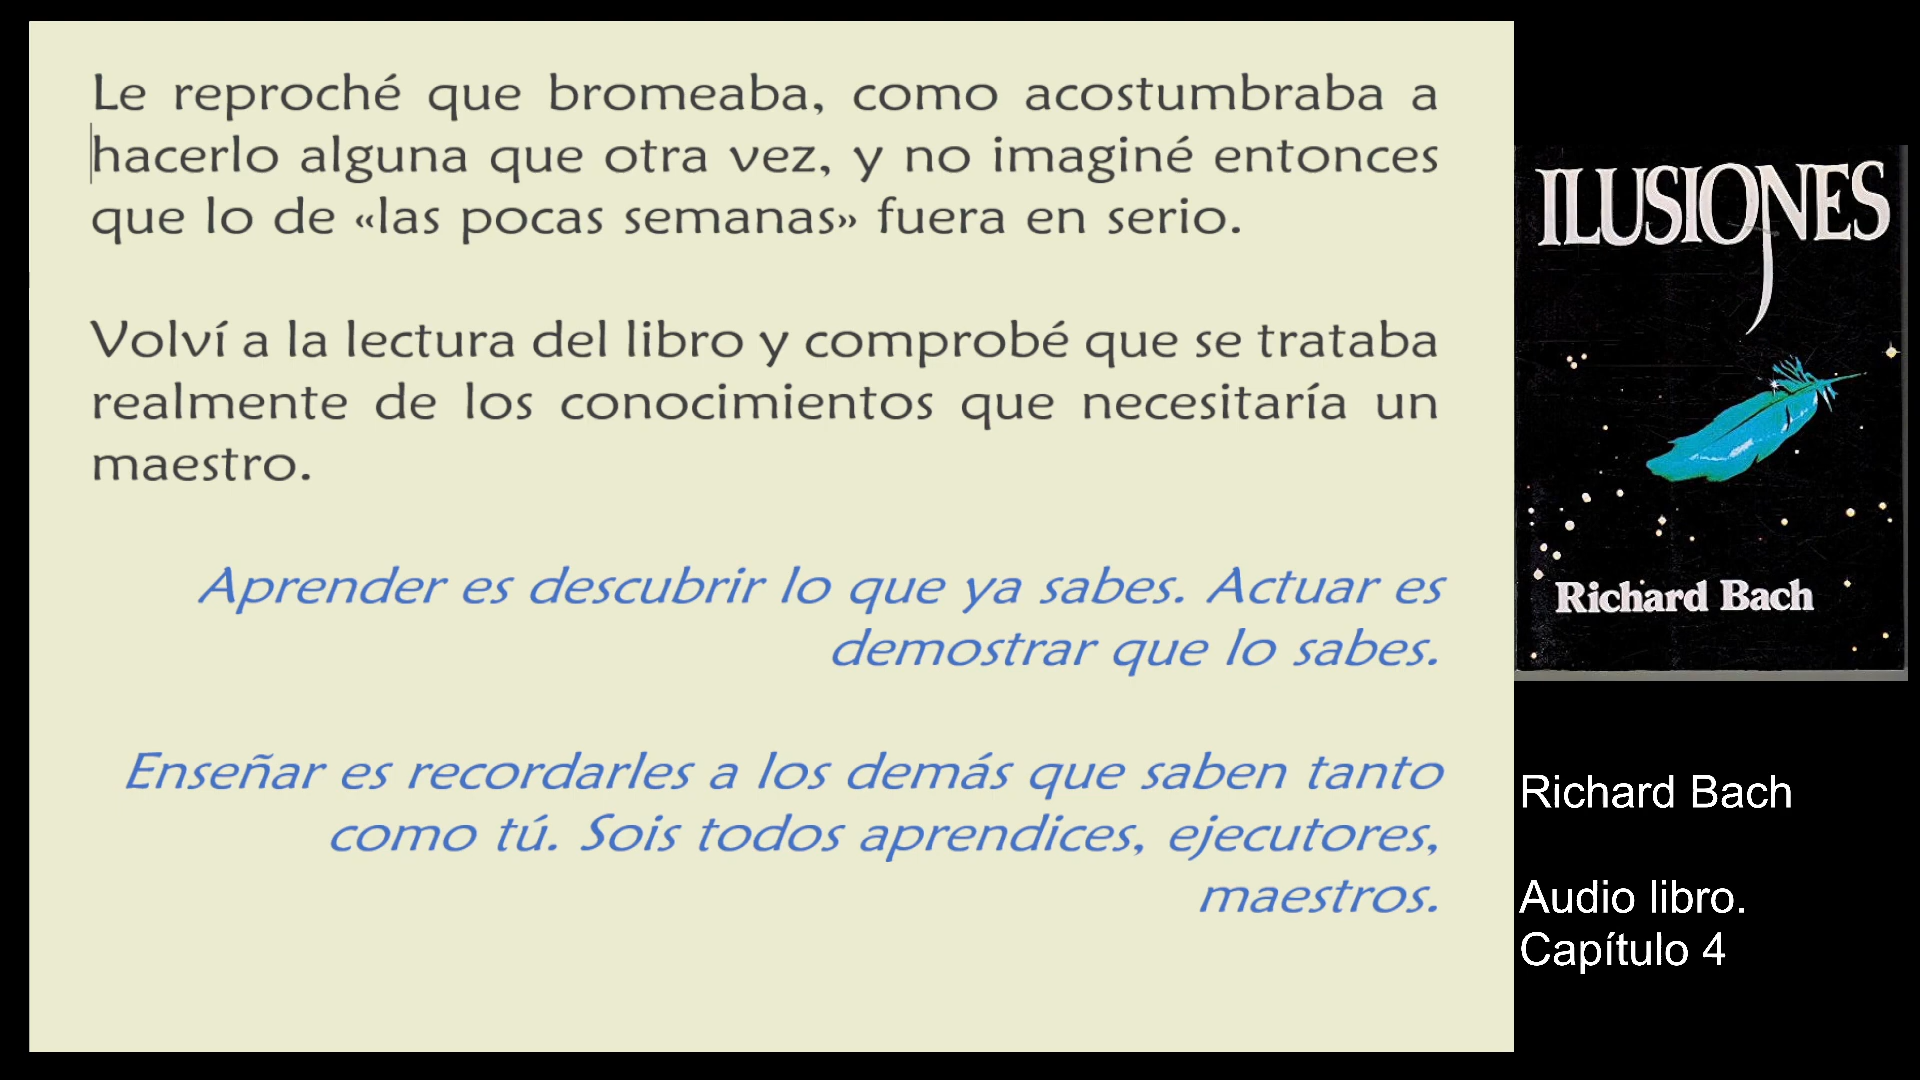 Le reproché que bromeaba, como acostumbraba a
hacerlo alguna que otra vez, y no imaginé entonces
que lo de «las pocas semanas» fuera en serio.
Volví a la lectura del libro y comprobé que se trataba
realmente de los conocimientos que necesitaría un
maestro.
Aprender es descubrir lo que ya sabes. Actuar es
demostrar que lo sabes.
Enseñar es recordarles a los demás que saben tanto
como tú. Sois todos aprendices, ejecutores,
maestros.
ILUSIONES
Richard Bach
Richard Bach
Audio libro.
Capítulo 4